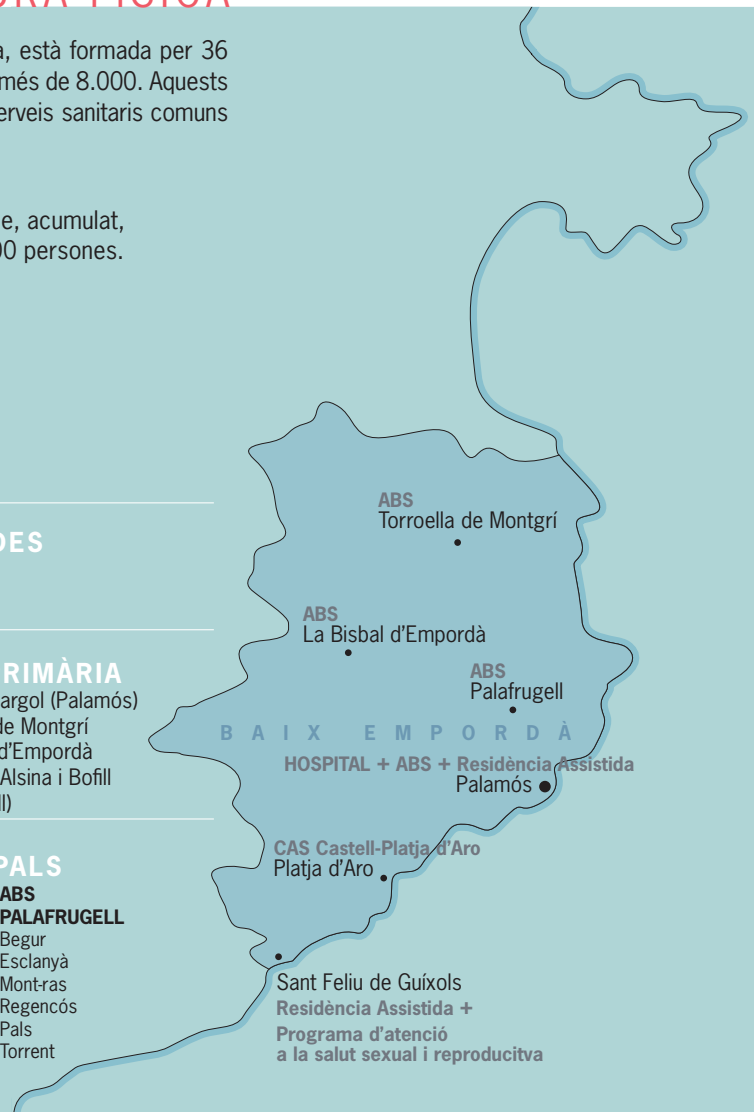 a, està formada per 36
més de 8.000. Aquests
erveis sanitaris comuns
e, acumulat,
00 persones.
DES
RIMÀRIA
argol (Palamós)
de Montgrí
d'Empordà
Alsina i Bofill
ll)
PALS
ABS
PALAFRUGELL
Begur
Esclanyà
Mont-ras
Regencós
Pals
Torrent
ABS
Torroella de Montgrí
ABS
La Bisbal d'Empordà
ABS
Palafrugell
BAIX EMPORDÀ
HOSPITAL + ABS + Residència Assistida
Palamós
CAS Castell-Platja d'Aro
Platja d'Aro
Sant Feliu de Guíxols
Residència Assistida +
Programa d'atenció
a la salut sexual i reproducitva